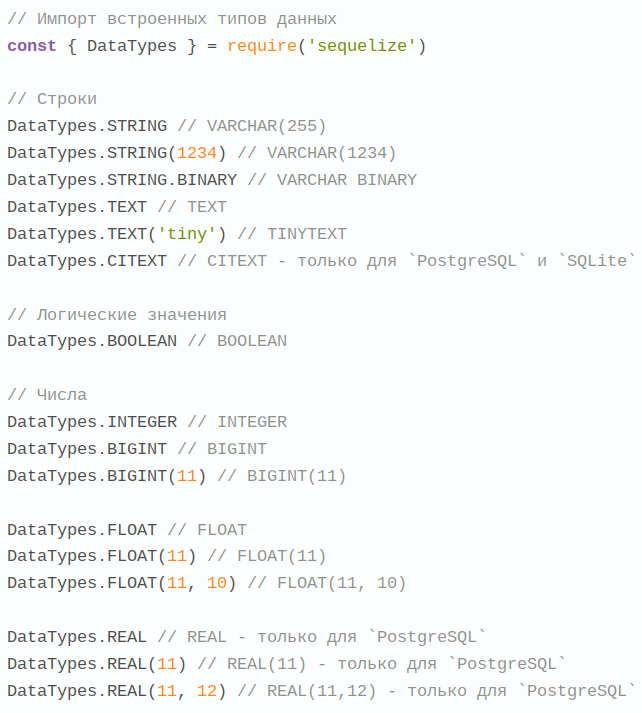 // Импорт встроенных типов данных
const { DataTypes } = require('sequelize')
// Строки
DataTypes.STRING // VARCHAR(255)
DataTypes.STRING(1234) // VARCHAR(1234)
DataTypes.STRING.BINARY // VARCHAR BINARY
DataTypes.TEXT // TEXT
DataTypes.TEXT('tiny') // TINYTEXT
DataTypes.CITEXT // CITEXT - только для `PostgreSQL` и `SQLite`
// Логические значения
DataTypes.BOOLEAN // BOOLEAN
// Числа
DataTypes.INTEGER // INTEGER
DataTypes.BIGINT // BIGINT
DataTypes.BIGINT(11) // BIGINT(11)
DataTypes.FLOAT // FLOAT
DataTypes.FLOAT(11) // FLOAT(11)
DataTypes.FLOAT(11, 10) // FLOAT(11, 10)
DataTypes.REAL // REAL - только для `PostgreSQL`
DataTypes.REAL(11) // REAL(11) - только для `PostgreSQL`
DataTypes.REAL(11, 12) // REAL(11,12) - только для `PostgreSQL`